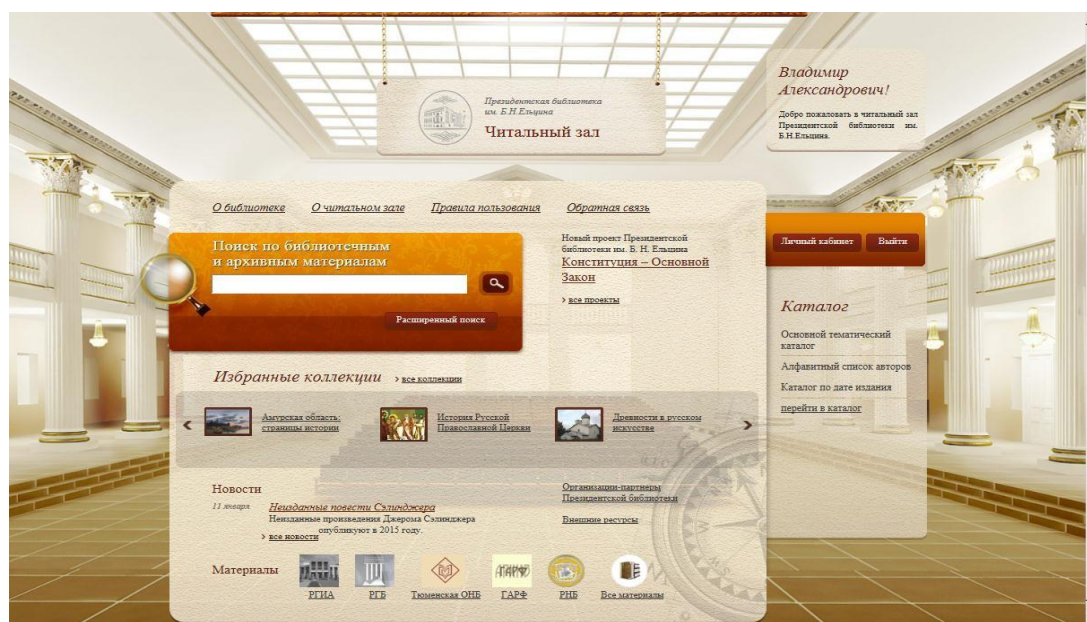 Президентская библиотека
им. Б.Н.Ельцина
Читальный зал
Владимир
Александрович!
Добро пожаловать в читальный зал
Президентской библиотеки им.
Б.Н.Ельцина.
О библиотеке О читальном зале Правила пользования Обратная связь
Поиск по библиотечным
и архивным материалам
Расширенный поиск
Новый проект Президентской
библиотеки им. Б. Н. Ельцина
Конституция – Основной
Закон
› все проекты
Личный кабинет Выйти
Каталог
Основной тематический
каталог
Алфавитный список авторов
Каталог по дате издания
перейти в каталог
Избранные коллекции › все коллекции
Амурская область:
страницы истории
История Русской
Православной Церкви
Древности в русском
искусстве
Новости
11 января Неизданные повести Сэлинджера
Неизданные произведения Джерома Сэлинджера
опубликуют в 2015 году.
› все новости
Организации-партнеры
Президентской библиотеки
Внешние ресурсы
Материалы
РГИА РГБ Тюменская ОНБ ГАРФ РНБ Все материалы